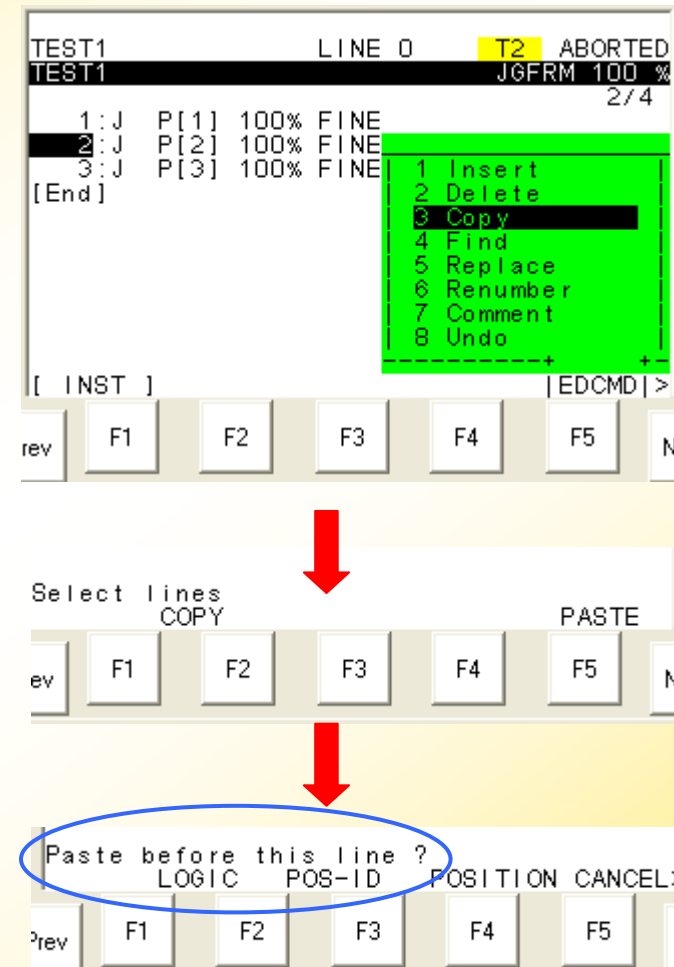 TEST1 LINE 0 T2 ABORTED
TEST1 JGFRM 100 %
2/4
1:J P[1] 100% FINE
2:J P[2] 100% FINE
3:J P[3] 100% FINE
[End]
1 Insert
2 Delete
3 Copy
4 Find
5 Replace
6 Renumber
7 Comment
8 Undo
[ INST ] |EDCMD|>
rev F1 F2 F3 F4 F5 N
Select lines
COPY PASTE
ev F1 F2 F3 F4 F5 N
Paste before this line ?
LOGIC POS-ID POSITION CANCEL>
Prev F1 F2 F3 F4 F5